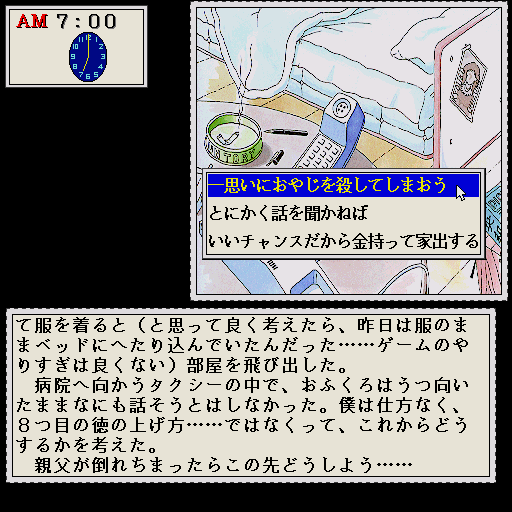 AM 7:00
一思いにおやじを殺してしまおう
とにかく話を聞かねば
いいチャンスだから金持って家出する
て服を着ると（と思って良く考えたら、昨日は服のま
まベッドにへたり込んでいたんだった……ゲームのや
りすぎは良くない）部屋を飛び出した。
　病院へ向かうタクシーの中で、おふくろはうつ向い
たままなにも話そうとはしなかった。僕は仕方なく、
８つ目の徳の上げ方……ではなくって、これからどう
するかを考えた。
　親父が倒れちまったらこの先どうしよう……